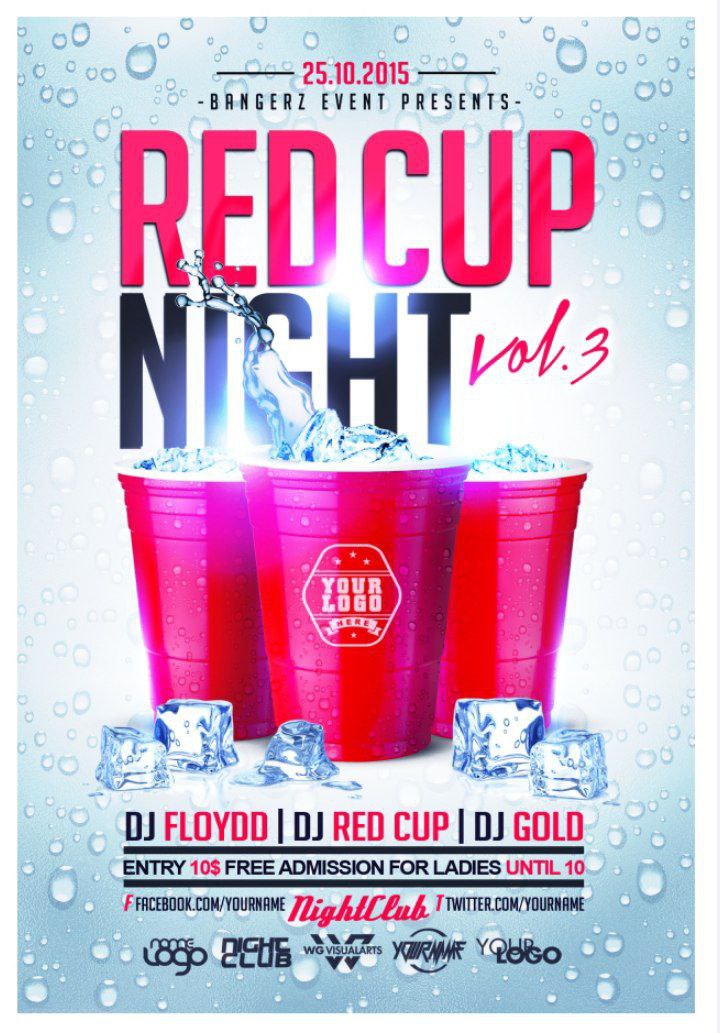 25.10.2015
-BANGERZ EVENT PRESENTS-
RED CUP
NIGHT
vol.3
YOUR
LOGO
HERE
DJ FLOYDD | DJ RED CUP | DJ GOLD
ENTRY 10$ FREE ADMISSION FOR LADIES UNTIL 10
F FACEBOOK.COM/YOURNAME NightClub T TWITTER.COM/YOURNAME
name Logo NIGHT CLUB WG VISUALARTS YOURNAME YOUR LOGO